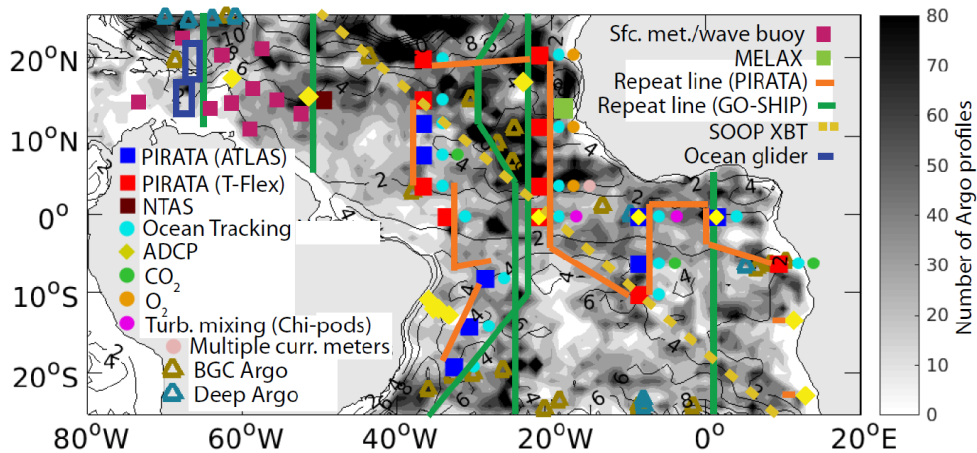 Sfc. met./wave buoy
MELAX
Repeat line (PIRATA)
Repeat line (GO-SHIP)
SOOP XBT
Ocean glider
PIRATA (ATLAS)
PIRATA (T-Flex)
NTAS
Ocean Tracking
ADCP
CO2
O2
Turb. mixing (Chi-pods)
Multiple curr. meters
BGC Argo
Deep Argo
20°N
10°N
0°
10°S
20°S
80°W
60°W
40°W
20°W
0°
20°E
80
70
60
50
40
30
20
10
0
Number of Argo profiles